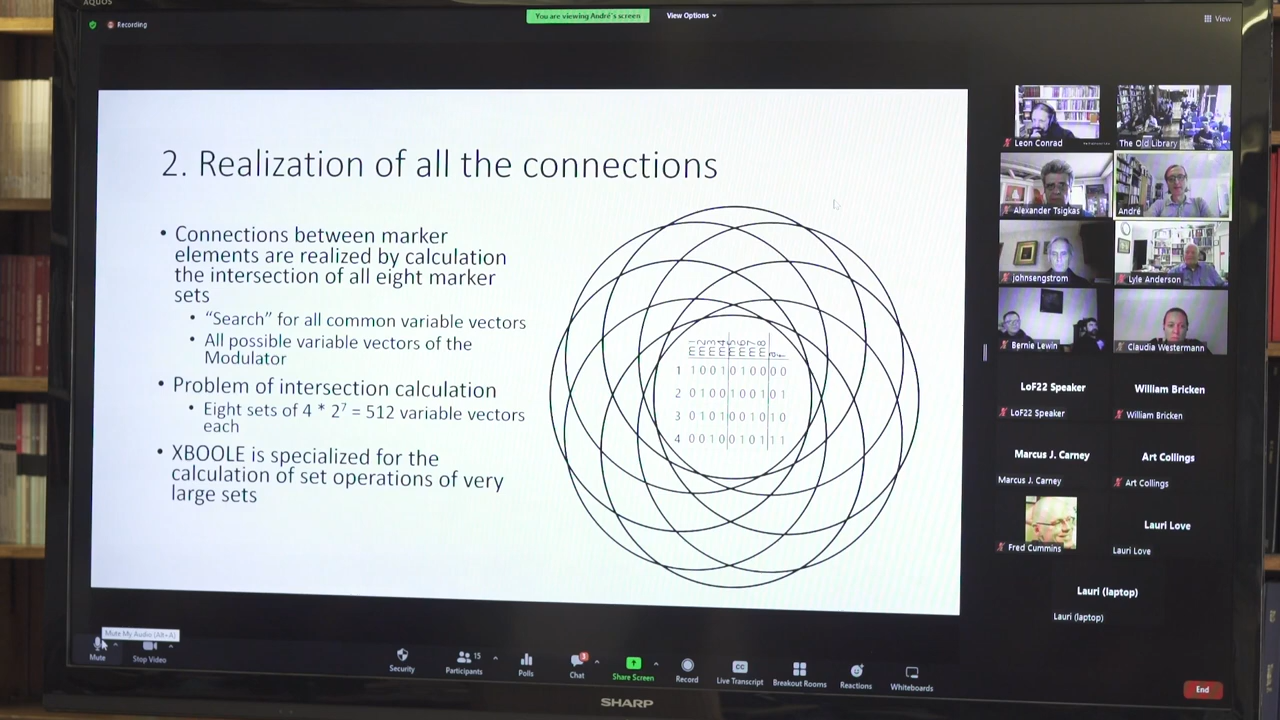 AQUOS
Recording
You are viewing André's screen
View Options
View
2. Realization of all the connections
• Connections between marker
elements are realized by calculation
the intersection of all eight marker
sets
• “Search” for all common variable vectors
• All possible variable vectors of the
Modulator
• Problem of intersection calculation
• Eight sets of 4 * 2⁷ = 512 variable vectors
each
• XBOOLE is specialized for the
calculation of set operations of very
large sets
1 1 0 0 1 0 1 0 0 0 0
2 0 1 0 0 1 0 0 1 0 1
3 0 1 0 1 0 0 1 0 1 0
4 0 0 1 0 0 1 0 1 1 1
Leon Conrad
The Old Library
Alexander Tsigkas
André
johnsengstrom
Lyle Anderson
Bernie Lewin
Claudia Westermann
LoF22 Speaker
William Bricken
LoF22 Speaker
William Bricken
Marcus J. Carney
Art Collings
Marcus J. Carney
Art Collings
Lauri Love
Fred Cummins
Lauri Love
Lauri (laptop)
Lauri (laptop)
Mute My Audio (Alt+A)
Mute
Stop Video
Security
Participants
15
Polls
Chat
3
Share Screen
Record
CC
Live Transcript
Breakout Rooms
Reactions
Whiteboards
End
SHARP